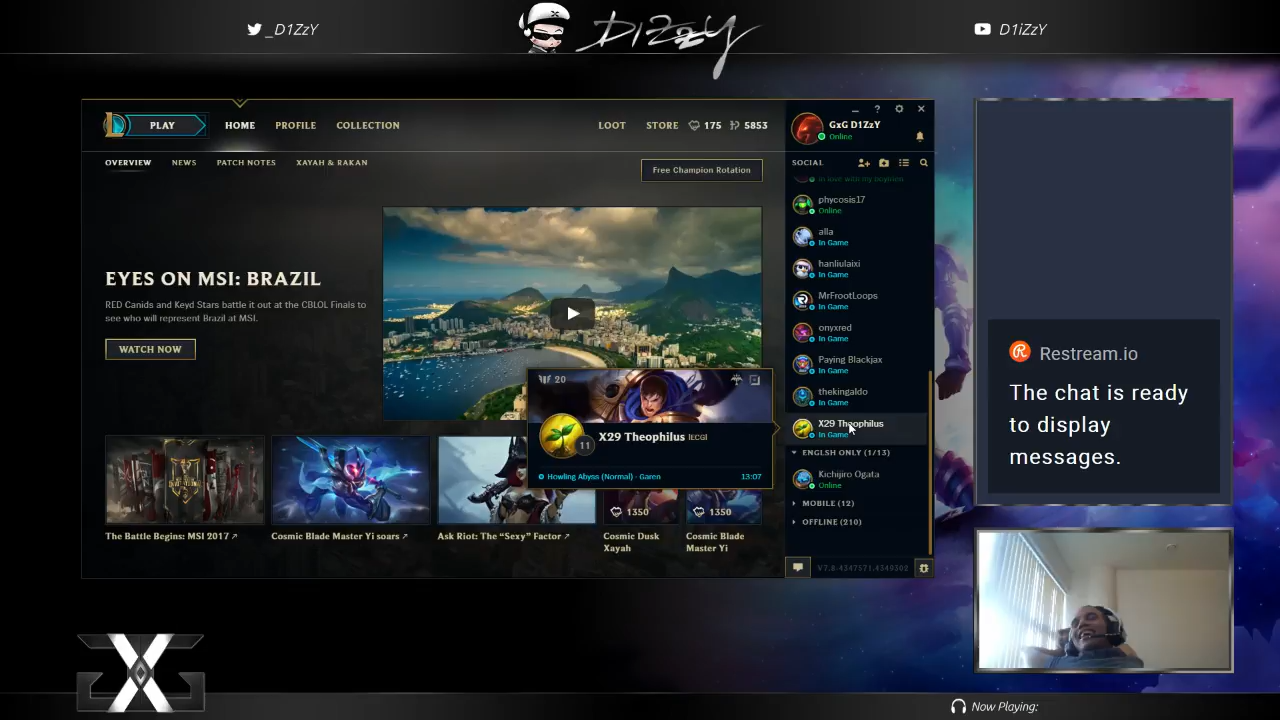 _D1ZzY
D1ZzY
D1iZzY
PLAY
HOME
PROFILE
COLLECTION
LOOT
STORE
175
5853
OVERVIEW
NEWS
PATCH NOTES
XAYAH & RAKAN
Free Champion Rotation
EYES ON MSI: BRAZIL
RED Canids and Keyd Stars battle it out at the CBLOL Finals to
see who will represent Brazil at MSI.
WATCH NOW
20
11
X29 Theophilus
Howling Abyss (Normal) - Garen
13:07
The Battle Begins: MSI 2017
Cosmic Blade Master Yi soars
Ask Riot: The “Sexy” Factor
1350
Cosmic Dusk
Xayah
1350
Cosmic Blade
Master Yi
?
GxG D1ZzY
Online
SOCIAL
in love with my boyfriend
phycosis17
Online
alla
In Game
hanliulaixi
In Game
MrFrootLoops
In Game
onyxred
In Game
Paying Blackjax
In Game
thekingaldo
In Game
X29 Theophilus
In Game
ENGLSH ONLY (1/13)
Kichijiro Ogata
Online
MOBILE (12)
OFFLINE (210)
Restream.io
The chat is ready
to display
messages.
Now Playing: